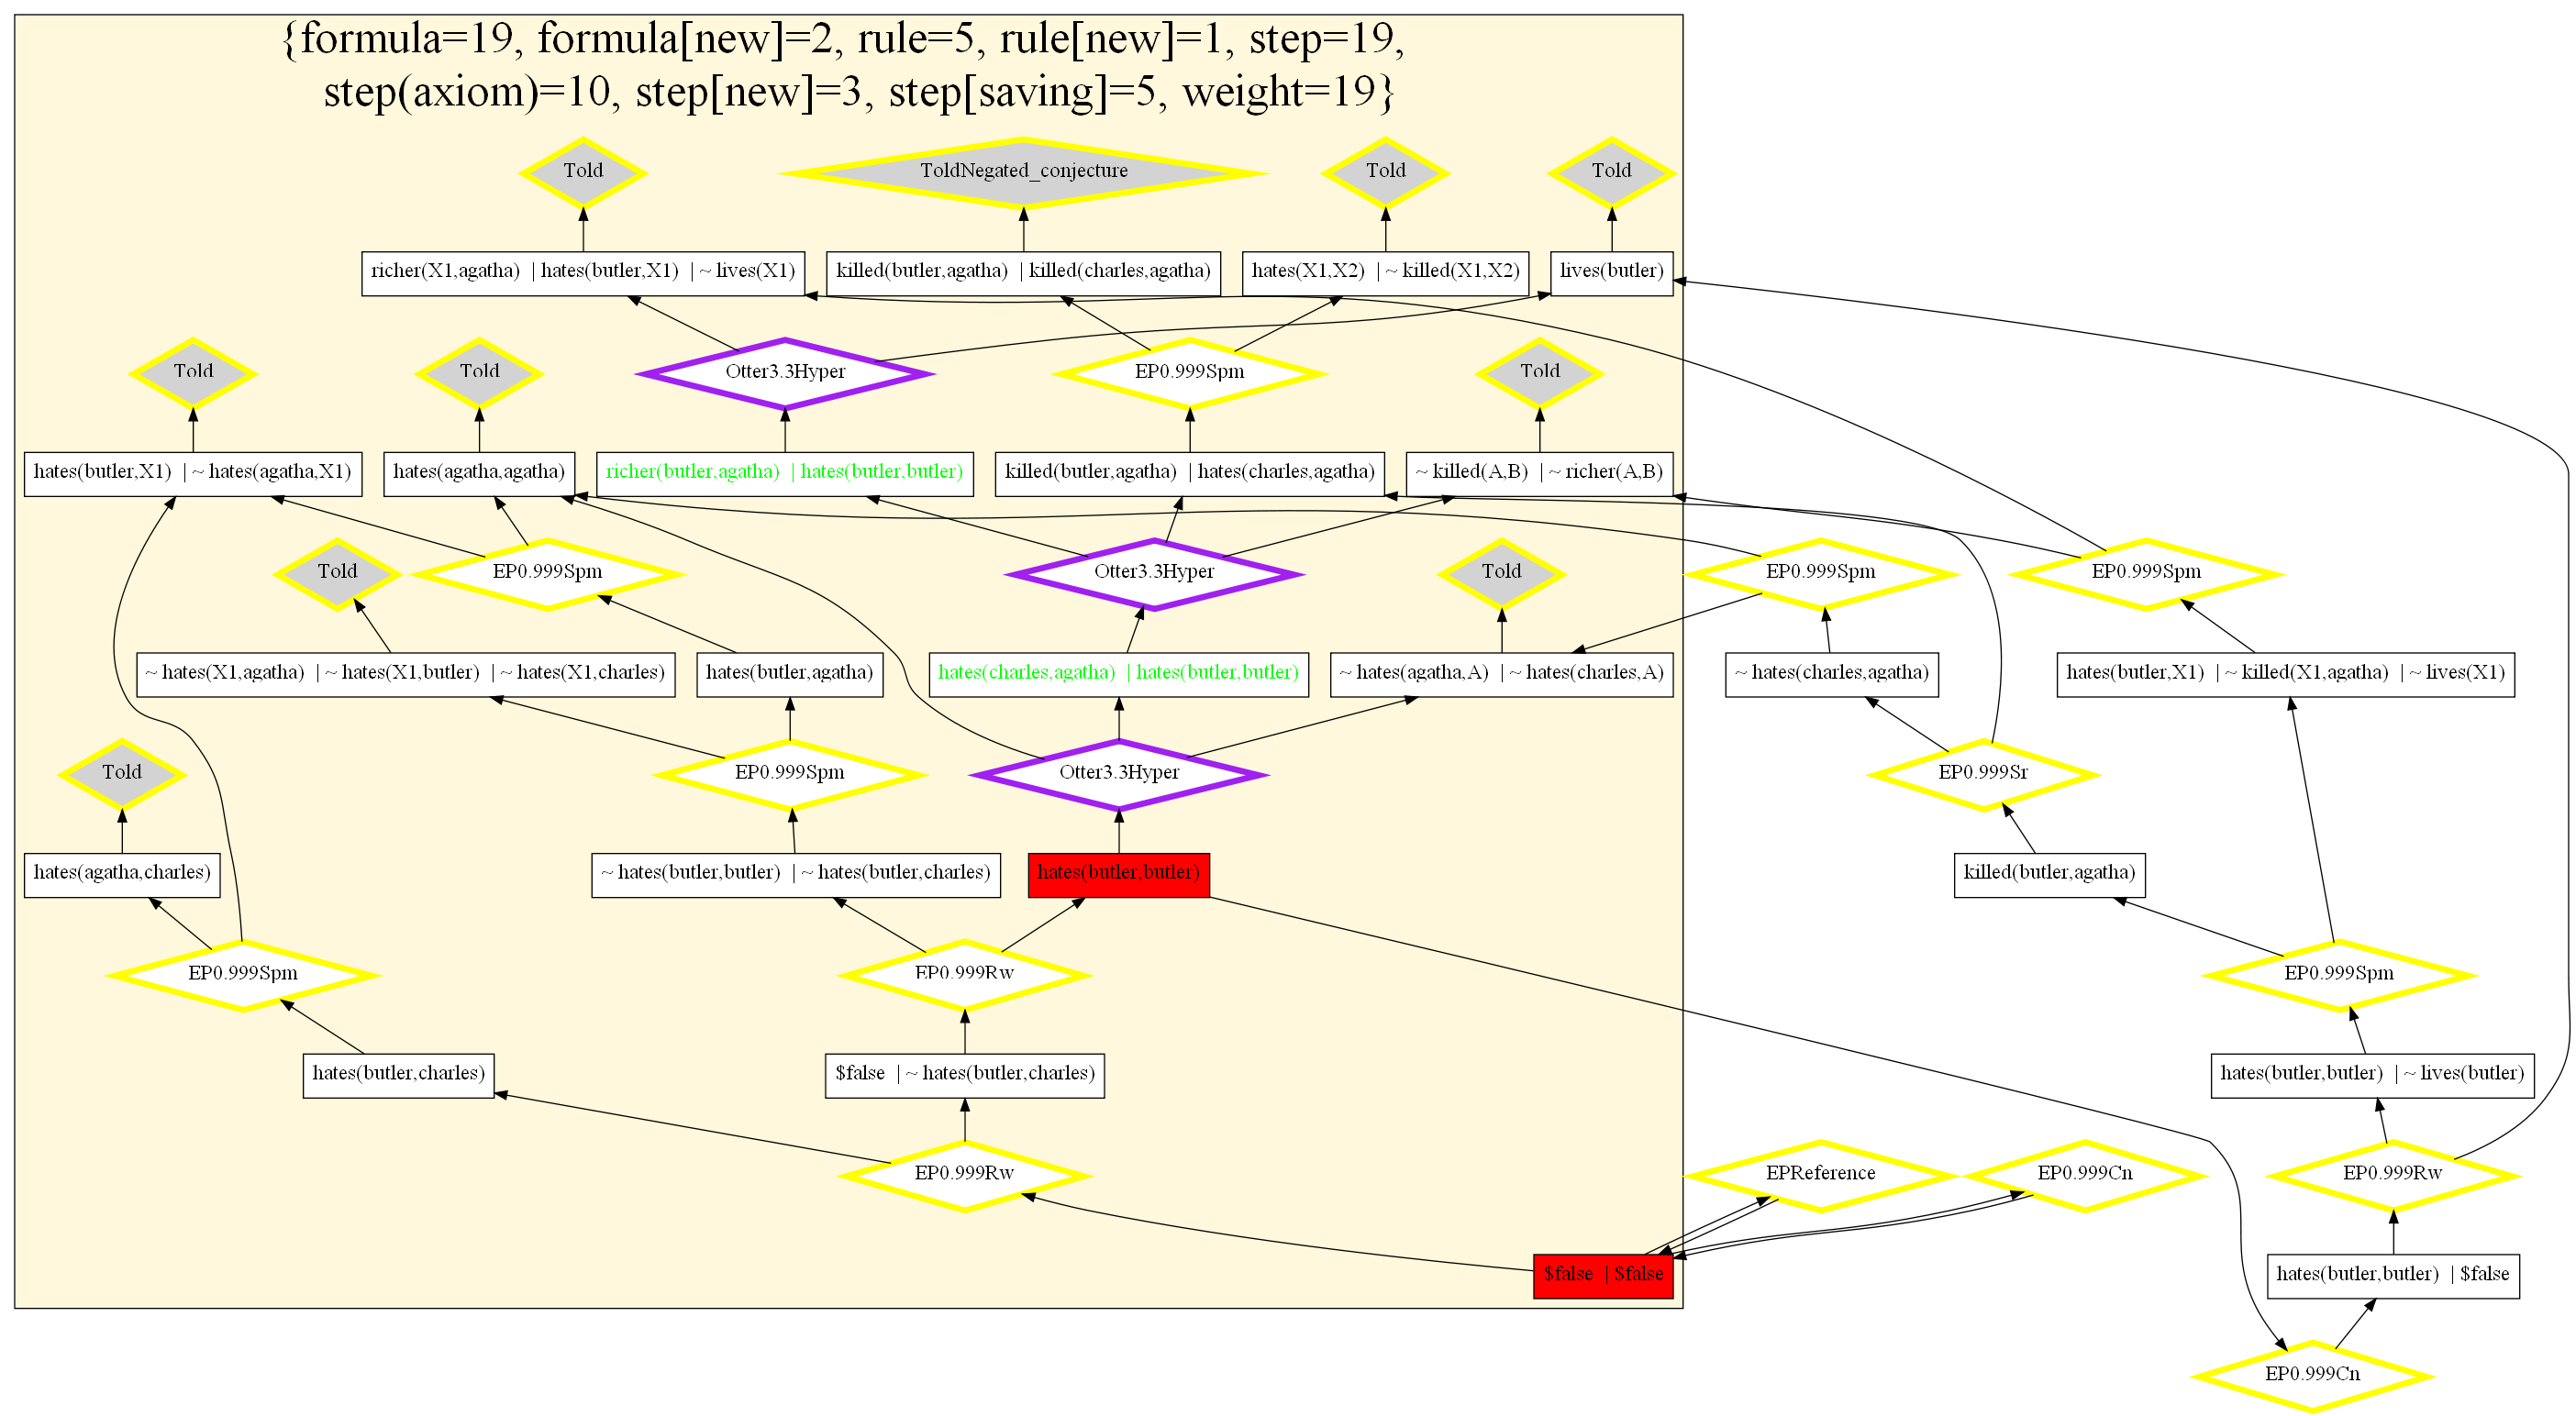 {formula=19, formula[new]=2, rule=5, rule[new]=1, step=19,
step(axiom)=10, step[new]=3, step[saving]=5, weight=19}
Told
ToldNegated_conjecture
Told
Told
richer(X1,agatha) | hates(butler,X1) | ~ lives(X1)
killed(butler,agatha) | killed(charles,agatha)
hates(X1,X2) | ~ killed(X1,X2)
lives(butler)
Told
Told
Otter3.3Hyper
EP0.999Spm
Told
hates(butler,X1) | ~ hates(agatha,X1)
hates(agatha,agatha)
richer(butler,agatha) | hates(butler,butler)
killed(butler,agatha) | hates(charles,agatha)
~ killed(A,B) | ~ richer(A,B)
Told
EP0.999Spm
Otter3.3Hyper
Told
EP0.999Spm
EP0.999Spm
~ hates(X1,agatha) | ~ hates(X1,butler) | ~ hates(X1,charles)
hates(butler,agatha)
hates(charles,agatha) | hates(butler,butler)
~ hates(agatha,A) | ~ hates(charles,A)
~ hates(charles,agatha)
hates(butler,X1) | ~ killed(X1,agatha) | ~ lives(X1)
Told
EP0.999Spm
Otter3.3Hyper
EP0.999Sr
hates(agatha,charles)
~ hates(butler,butler) | ~ hates(butler,charles)
hates(butler,butler)
killed(butler,agatha)
EP0.999Spm
EP0.999Rw
EP0.999Spm
hates(butler,charles)
$false | ~ hates(butler,charles)
hates(butler,butler) | ~ lives(butler)
EP0.999Rw
EPReference
EP0.999Cn
EP0.999Rw
$false | $false
hates(butler,butler) | $false
EP0.999Cn